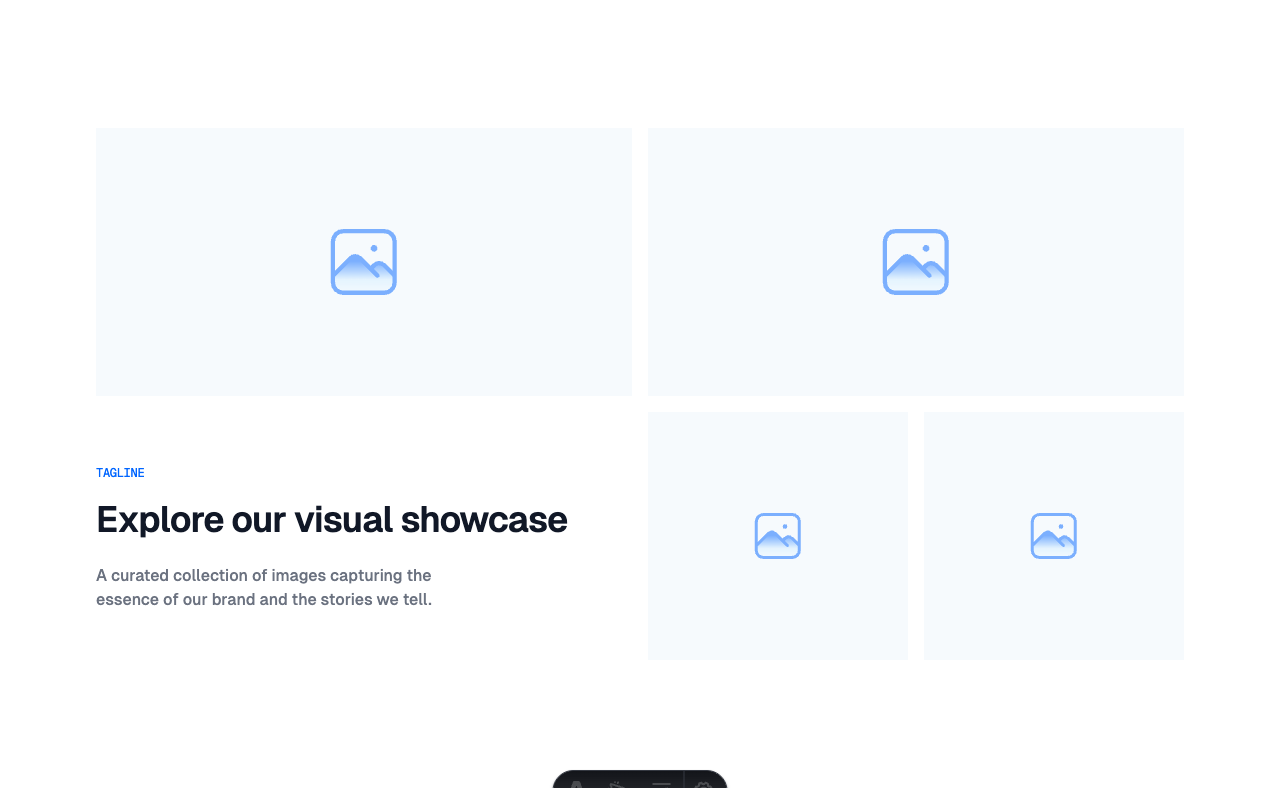 TAGLINE
Explore our visual showcase
A curated collection of images capturing the
essence of our brand and the stories we tell.